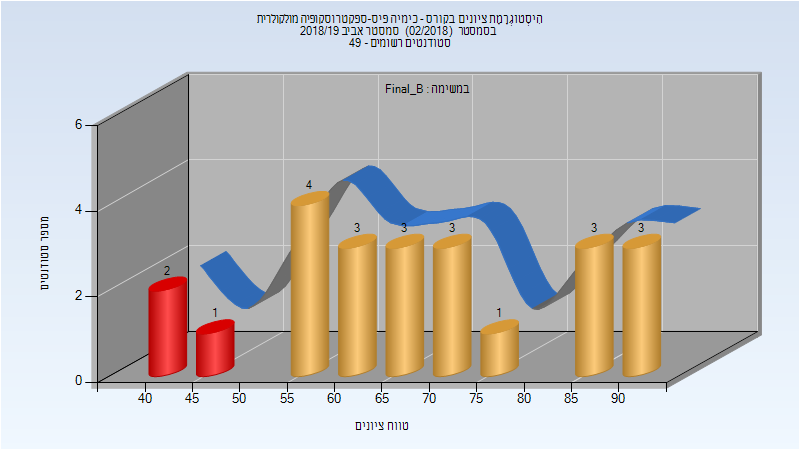 היסטוגרמת ציונים בקורס - כימיה פיס-ספקטרוסקופיה מולקולרית
בסמסטר (02/2018) סמסטר אביב 2018/19
סטודנטים רשומים - 49
במשימה : Final_B
מספר סטודנטים
6
4
2
0
2
1
4
3
3
3
1
3
3
40 45 50 55 60 65 70 75 80 85 90
טווח ציונים